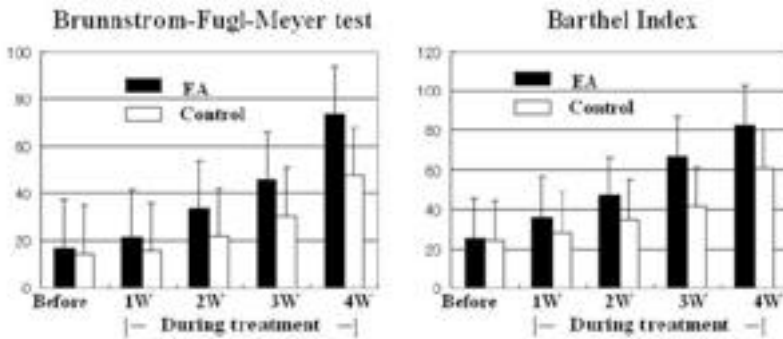 Brunnstrom-Fugl-Meyer test
100
80
60
40
20
0
EA
Control
Before 1W 2W 3W 4W
|— During treatment —|
Barthel Index
120
100
80
60
40
20
0
EA
Control
Before 1W 2W 3W 4W
|— During treatment —|